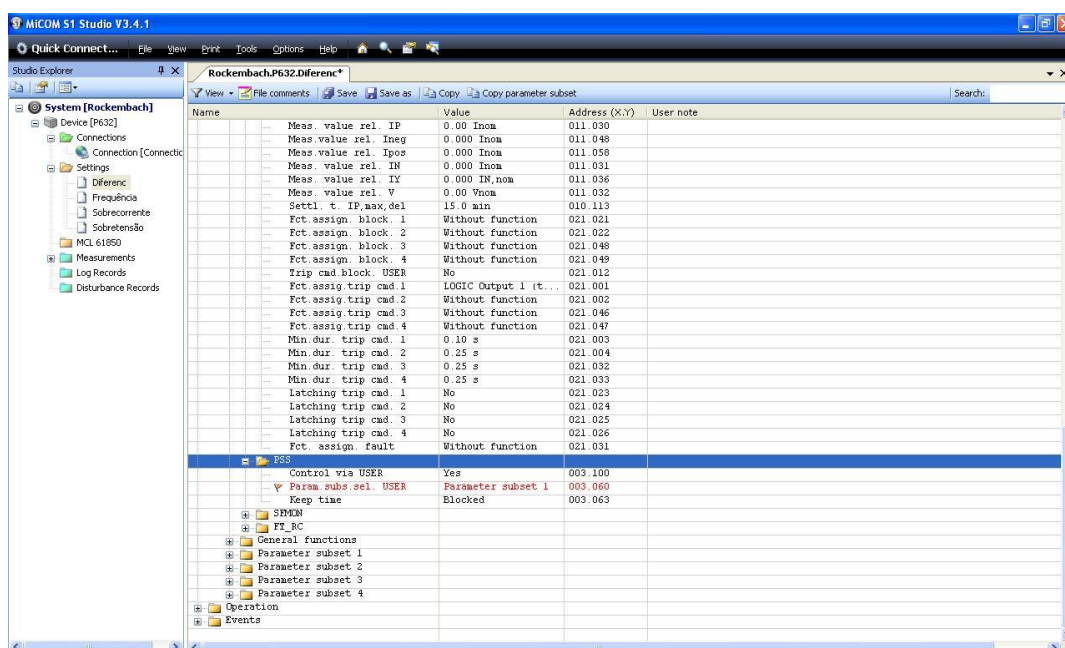 MiCOM S1 Studio V3.4.1
Quick Connect... File View Print Tools Options Help
Studio Explorer
Rockembach.P632.Diferenc*
View File comments Save Save as Copy Copy parameter subset Search:
System [Rockembach]
Device [P632]
Connections
Connection [Connectic
Settings
Diferenc
Frequência
Sobrecorrente
Sobretensão
MCL 61850
Measurements
Log Records
Disturbance Records
Name Value Address (X.Y) User note
Meas. value rel. IP 0.00 Inom 011.030
Meas.value rel. Ineg 0.000 Inom 011.048
Meas.value rel. Ipos 0.000 Inom 011.058
Meas. value rel. IN 0.000 Inom 011.031
Meas. value rel. IY 0.000 IN,nom 011.036
Meas. value rel. V 0.00 Vnom 011.032
Settl. t. IP,max,del 15.0 min 010.113
Fct.assign. block. 1 Without function 021.021
Fct.assign. block. 2 Without function 021.022
Fct.assign. block. 3 Without function 021.048
Fct.assign. block. 4 Without function 021.049
Trip cmd.block. USER No 021.012
Fct.assig.trip cmd.1 LOGIC Output 1 (t... 021.001
Fct.assig.trip cmd.2 Without function 021.002
Fct.assig.trip cmd.3 Without function 021.046
Fct.assig.trip cmd.4 Without function 021.047
Min.dur. trip cmd. 1 0.10 s 021.003
Min.dur. trip cmd. 2 0.25 s 021.004
Min.dur. trip cmd. 3 0.25 s 021.032
Min.dur. trip cmd. 4 0.25 s 021.033
Latching trip cmd. 1 No 021.023
Latching trip cmd. 2 No 021.024
Latching trip cmd. 3 No 021.025
Latching trip cmd. 4 No 021.026
Fct. assign. fault Without function 021.031
PSS
Control via USER Yes 003.100
Param.subs.sel. USER Parameter subset 1 003.060
Keep time Blocked 003.063
SFMON
FT_RC
General functions
Parameter subset 1
Parameter subset 2
Parameter subset 3
Parameter subset 4
Operation
Events